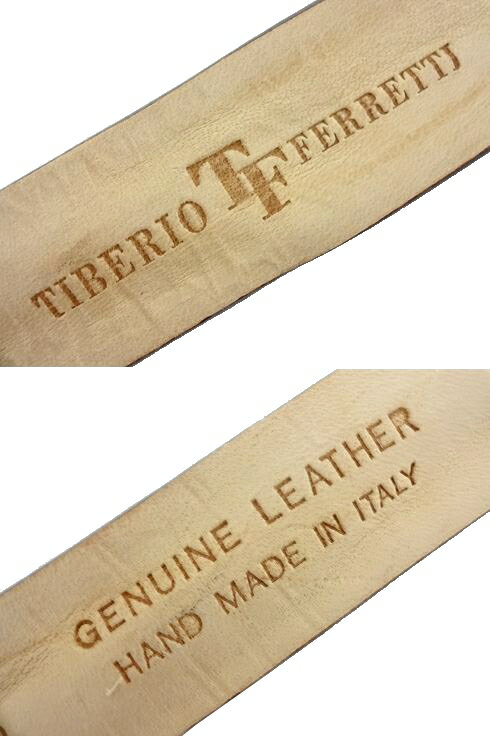 TIBERIO TF FERRETTI
GENUINE LEATHER
HAND MADE IN ITALY